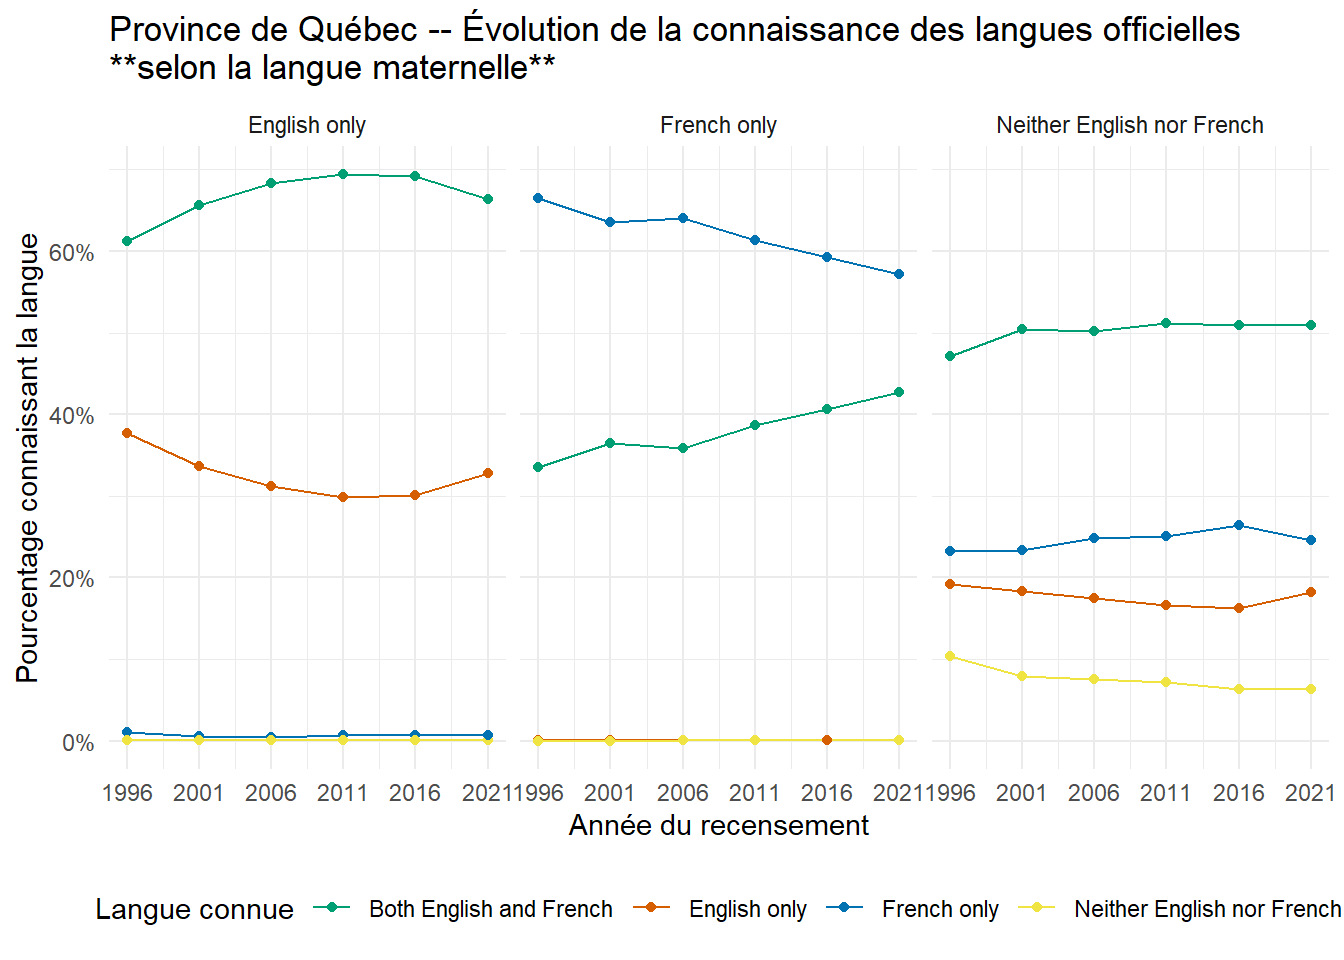 Province de Québec -- Évolution de la connaissance des langues officielles
**selon la langue maternelle**
English only
French only
Neither English nor French
Pourcentage connaissant la langue
60%
40%
20%
0%
1996 2001 2006 2011 2016 2021
1996 2001 2006 2011 2016 2021
1996 2001 2006 2011 2016 2021
Année du recensement
Langue connue
Both English and French
English only
French only
Neither English nor French